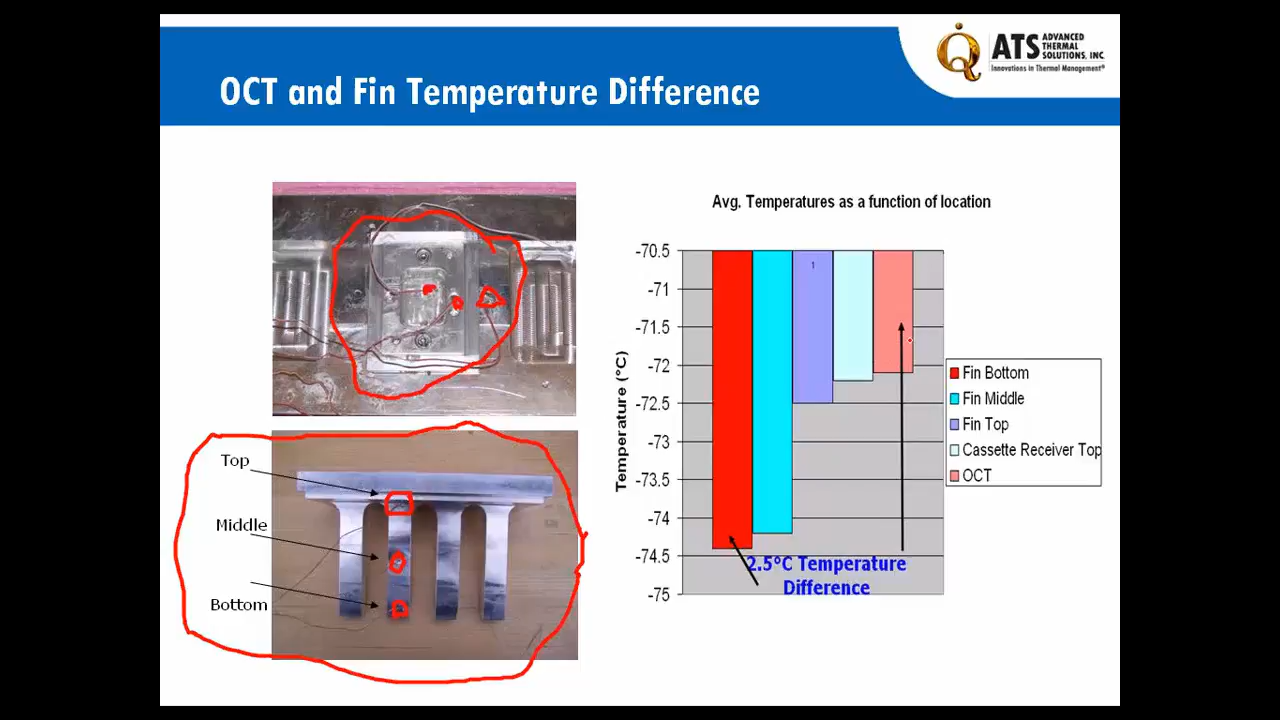 ATS ADVANCED
THERMAL
SOLUTIONS, INC.
Innovations in Thermal Management®
OCT and Fin Temperature Difference
Top
Middle
Bottom
Avg. Temperatures as a function of location
Temperature (°C)
-70.5
-71
-71.5
-72
-72.5
-73
-73.5
-74
-74.5
-75
1
2.5°C Temperature
Difference
Fin Bottom
Fin Middle
Fin Top
Cassette Receiver Top
OCT